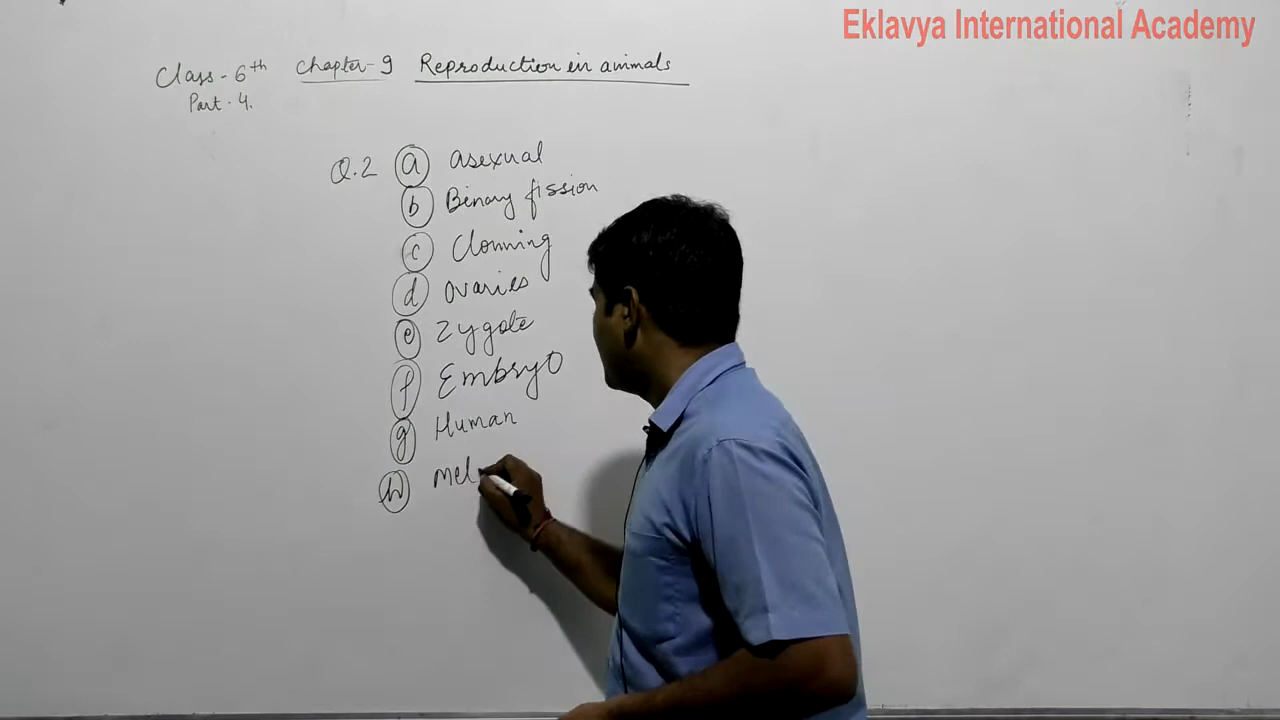 Eklavya International Academy
Class-6th Chapter-9 Reproduction in animals
Part-4.
Q.2 a asexual
b Binary fission
c Clonning
d Ovaries
e Zygote
f Embryo
g Human
h Mel